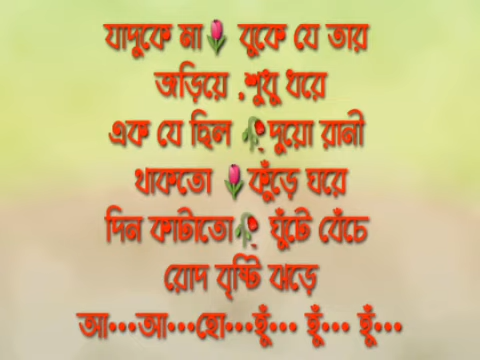 যাদুকে মা🌷 বুকে যে তার
জড়িয়ে ,শুধু ধরে
এক যে ছিল 🥀দুয়ো রানী
থাকতো 🌷কুঁড়ে ঘরে
দিন কাটাতো🥀 ঘুঁটে বেঁচে
রোদ বৃষ্টি ঝড়ে
আ•••আ•••হো•••হুঁ••• হুঁ••• হুঁ•••